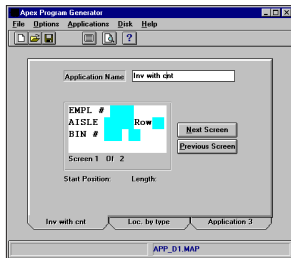 Apex Program Generator
File Options Applications Disk Help
Application Name Inv with cnt
EMPL #
AISLE Row
BIN #
Screen 1 Of 2
Next Screen
Previous Screen
Start Position: Length:
Inv with cnt Loc. by type Application 3
APP_D1.MAP